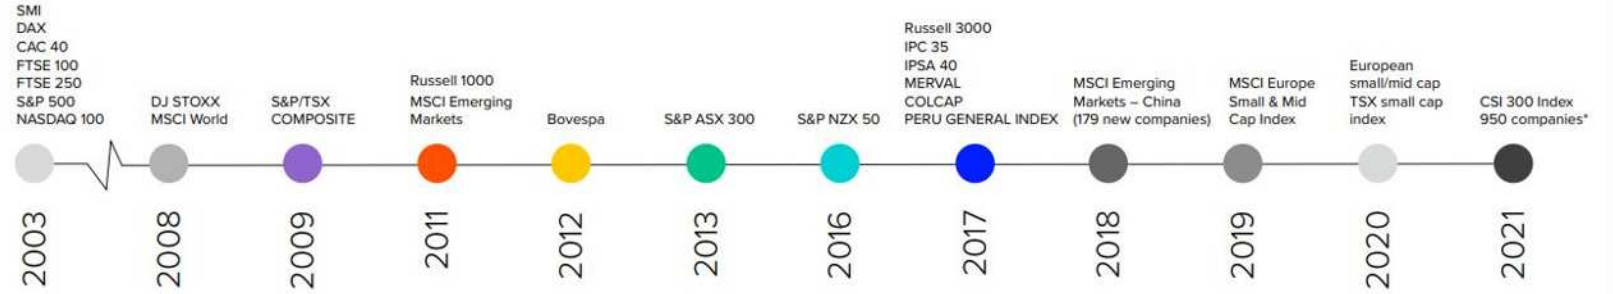 SMI
DAX
CAC 40
FTSE 100
FTSE 250
S&P 500
NASDAQ 100
2003
DJ STOXX
MSCI World
2008
S&P/TSX
COMPOSITE
2009
Russell 1000
MSCI Emerging
Markets
2011
Bovespa
2012
S&P ASX 300
2013
S&P NZX 50
2016
Russell 3000
IPC 35
IPSA 40
MERVAL
COLCAP
PERU GENERAL INDEX
2017
MSCI Emerging
Markets – China
(179 new companies)
2018
MSCI Europe
Small & Mid
Cap Index
2019
European
small/mid cap
TSX small cap
index
2020
CSI 300 Index
950 companies*
2021